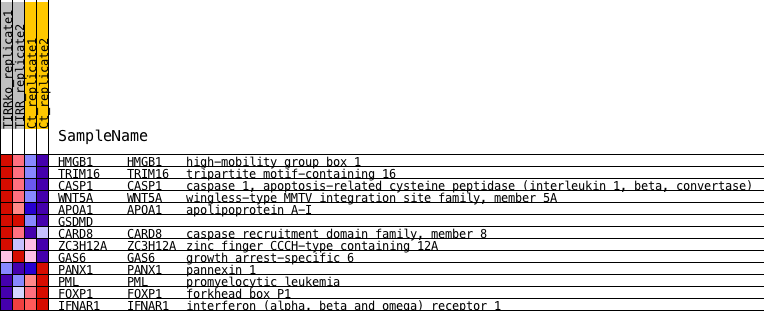 TIRRko_replicate1
TIRR_replicate2
Ct_replicate1
Ct_replicate2
SampleName
HMGB1 HMGB1 high-mobility group box 1
TRIM16 TRIM16 tripartite motif-containing 16
CASP1 CASP1 caspase 1, apoptosis-related cysteine peptidase (interleukin 1, beta, convertase)
WNT5A WNT5A wingless-type MMTV integration site family, member 5A
APOA1 APOA1 apolipoprotein A-I
GSDMD
CARD8 CARD8 caspase recruitment domain family, member 8
ZC3H12A ZC3H12A zinc finger CCCH-type containing 12A
GAS6 GAS6 growth arrest-specific 6
PANX1 PANX1 pannexin 1
PML PML promyelocytic leukemia
FOXP1 FOXP1 forkhead box P1
IFNAR1 IFNAR1 interferon (alpha, beta and omega) receptor 1